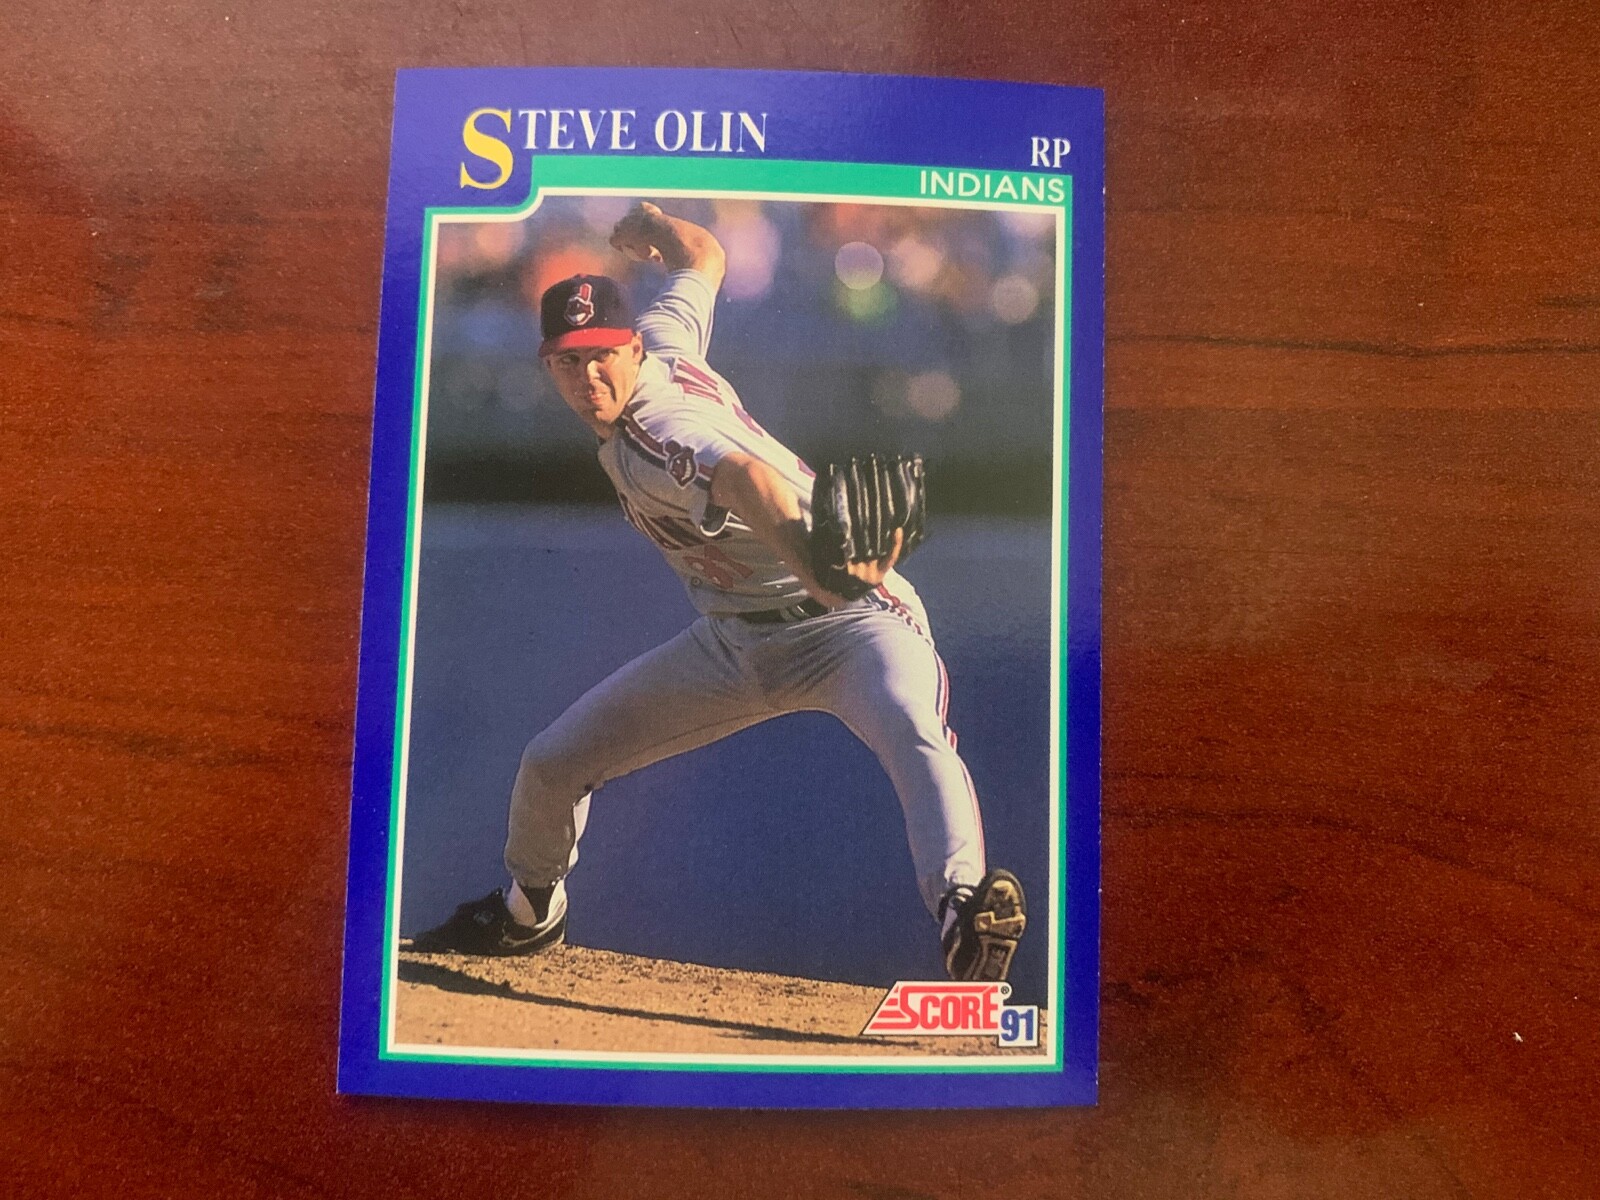 STEVE OLIN
RP
INDIANS
SCORE®
91